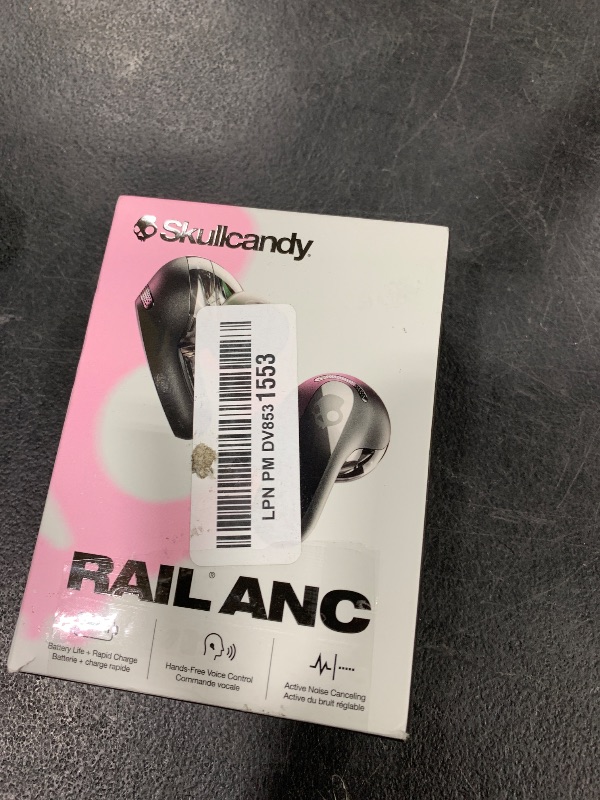 Skullcandy
LPN PM DV8531553
RAIL® ANC
Battery Life + Rapid Charge
Batterie + charge rapide
Hands-Free Voice Control
Commande vocale
Active Noise Canceling
Active du bruit réglable